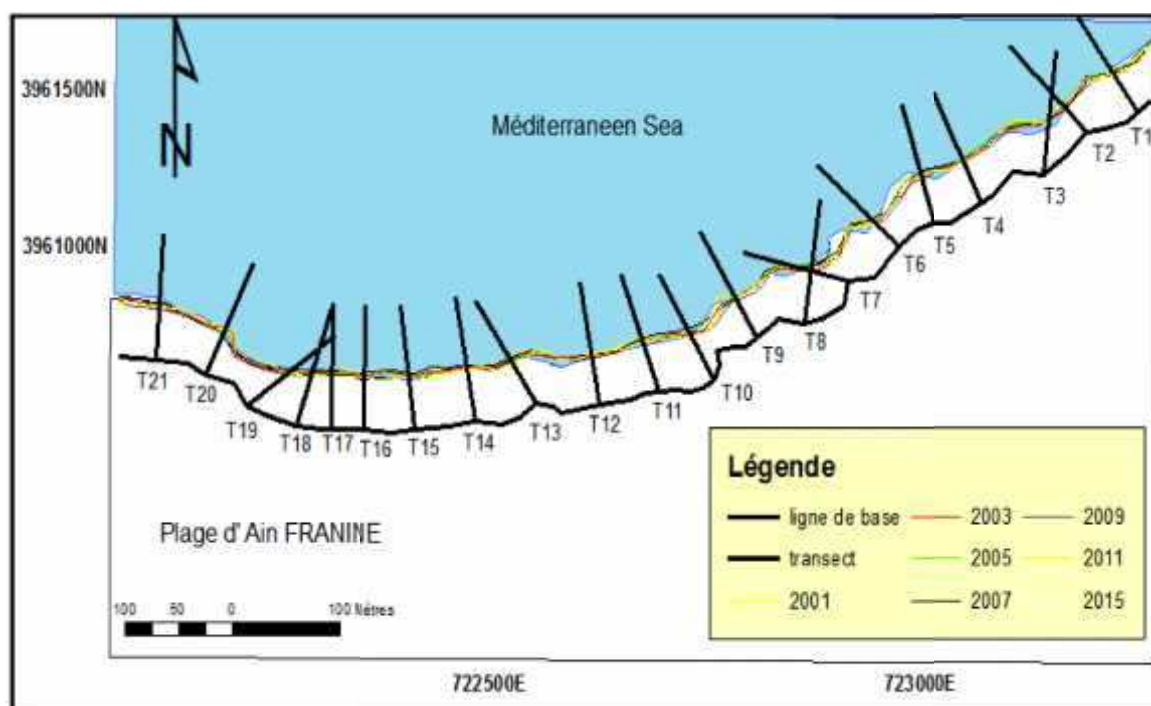 3961500N
3961000N
N
Méditerraneen Sea
T1
T2
T3
T4
T5
T6
T7
T8
T9
T10
T11
T12
T13
T14
T15
T16
T17
T18
T19
T20
T21
Plage d' Ain FRANINE
100 50 0 100 Nétres
Légende
ligne de base 2003 2009
transect 2005 2011
2001 2007 2015
722500E 723000E